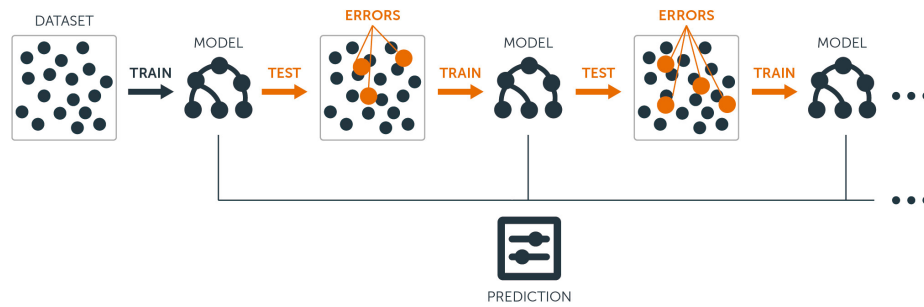 DATASET
TRAIN
MODEL
TEST
ERRORS
TRAIN
MODEL
TEST
ERRORS
TRAIN
MODEL
PREDICTION